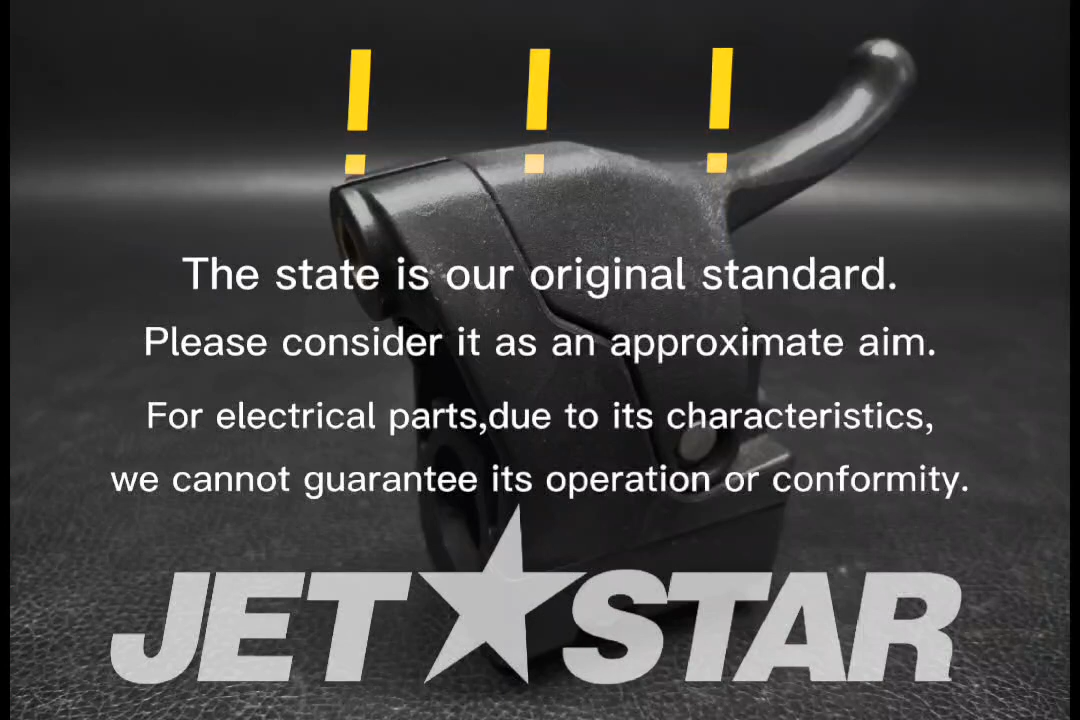 ! ! !
The state is our original standard.
Please consider it as an approximate aim.
For electrical parts,due to its characteristics,
we cannot guarantee its operation or conformity.
JET★STAR